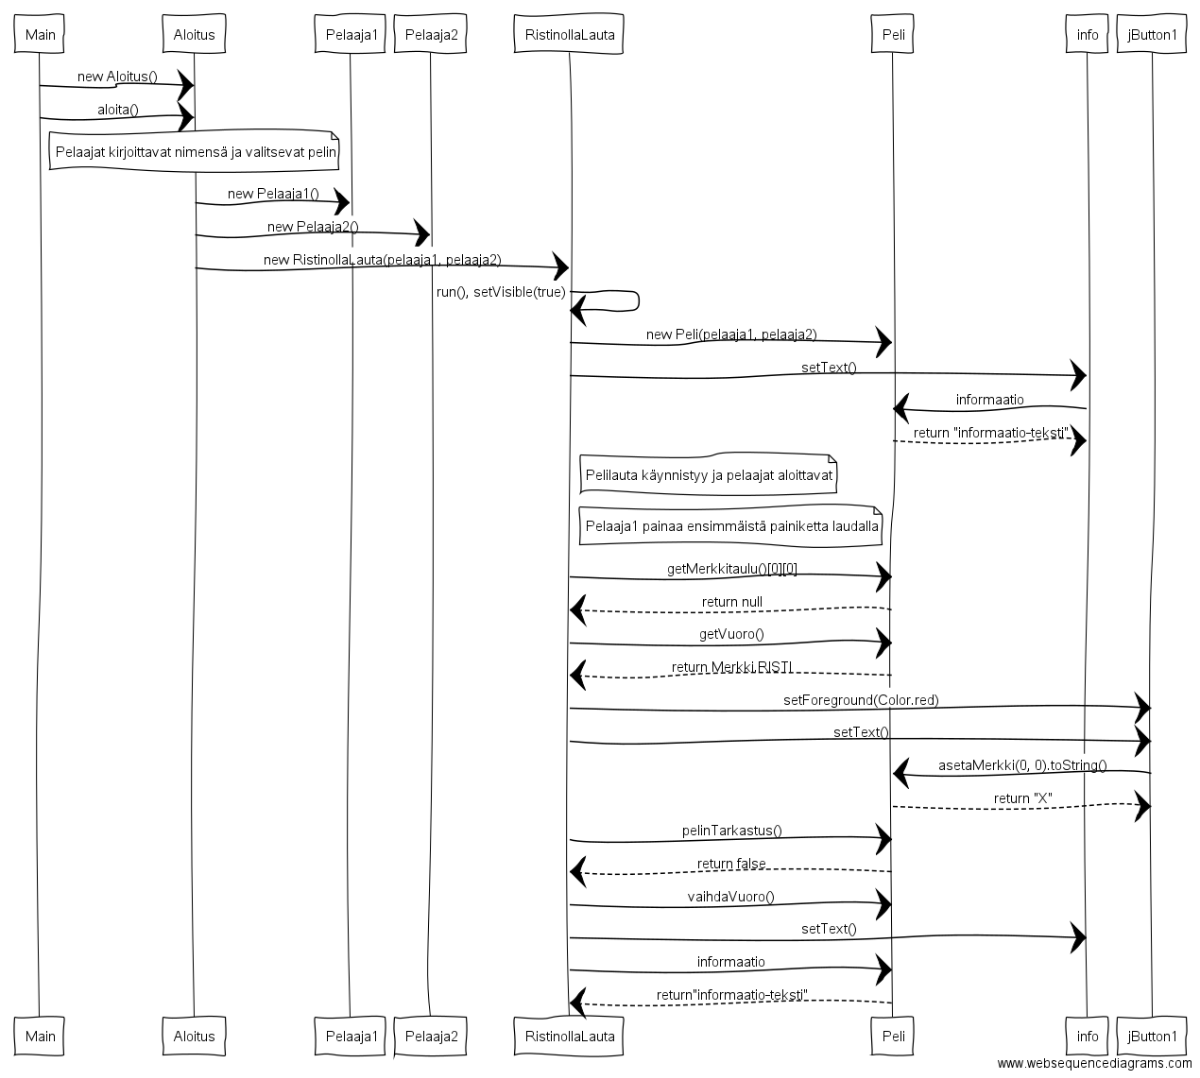 Main Aloitus Pelaaja1 Pelaaja2 RistinollaLauta Peli info jButton1
new Aloitus()
aloita()
Pelaajat kirjoittavat nimensä ja valitsevat pelin
new Pelaaja1()
new Pelaaja2()
new RistinollaLauta(pelaaja1, pelaaja2)
run(), setVisible(true)
new Peli(pelaaja1, pelaaja2)
setText()
informaatio
return "informaatio-teksti"
Pelilauta käynnistyy ja pelaajat aloittavat
Pelaaja1 painaa ensimmäistä painiketta laudalla
getMerkkitaulu()[0][0]
return null
getVuoro()
return Merkki.RISTI
setForeground(Color.red)
setText()
asetaMerkki(0, 0).toString()
return "X"
pelinTarkastus()
return false
vaihdaVuoro()
setText()
informaatio
return"informaatio-teksti"
Main Aloitus Pelaaja1 Pelaaja2 RistinollaLauta Peli info jButton1
www.websequencediagrams.com